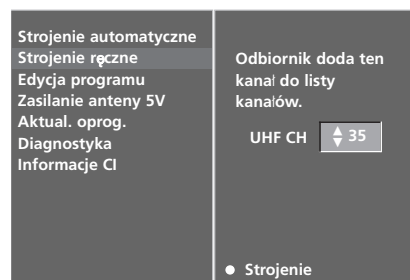 Strojenie automatyczne
Strojenie ręczne
Edycja programu
Zasilanie anteny 5V
Aktual. oprog.
Diagnostyka
Informacje CI
Odbiornik doda ten
kanał do listy
kanałów.
UHF CH 35
Strojenie